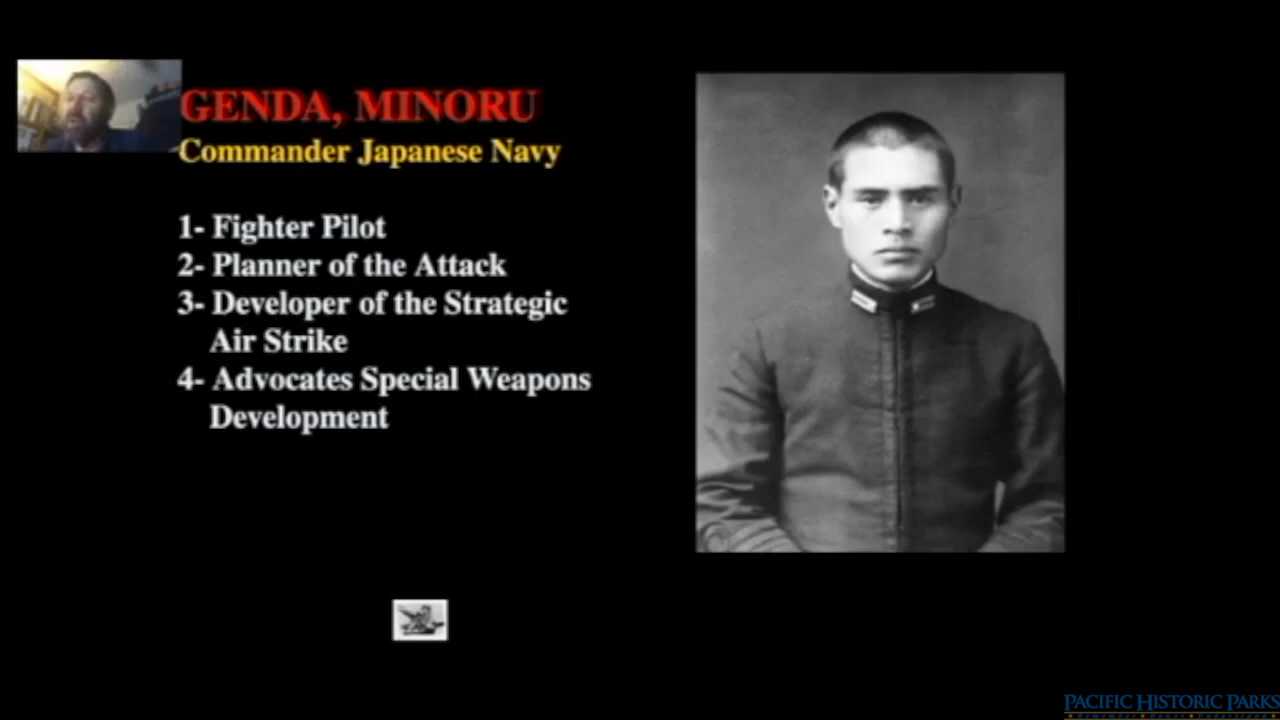 GENDA, MINORU
Commander Japanese Navy
1- Fighter Pilot
2- Planner of the Attack
3- Developer of the Strategic
Air Strike
4- Advocates Special Weapons
Development
PACIFIC HISTORIC PARKS